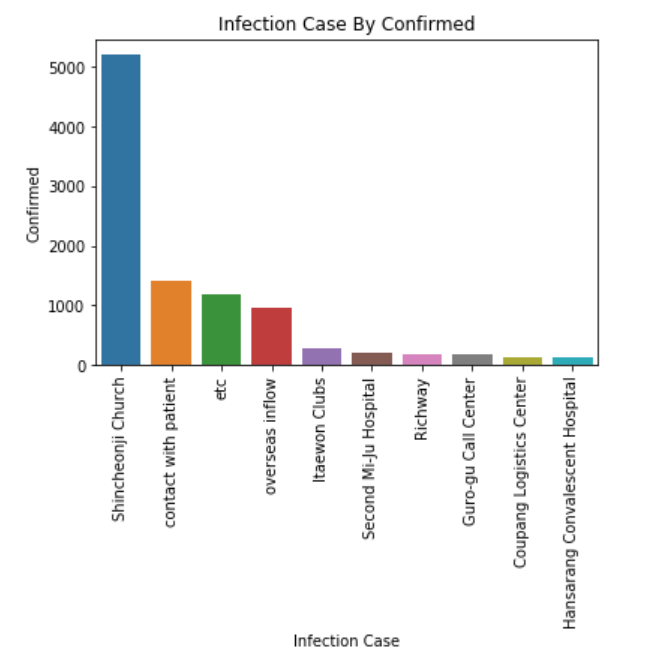 Infection Case By Confirmed
Confirmed
5000
4000
3000
2000
1000
0
Shincheonji Church
contact with patient
etc
overseas inflow
Itaewon Clubs
Second Mi-Ju Hospital
Richway
Guro-gu Call Center
Coupang Logistics Center
Hansarang Convalescent Hospital
Infection Case